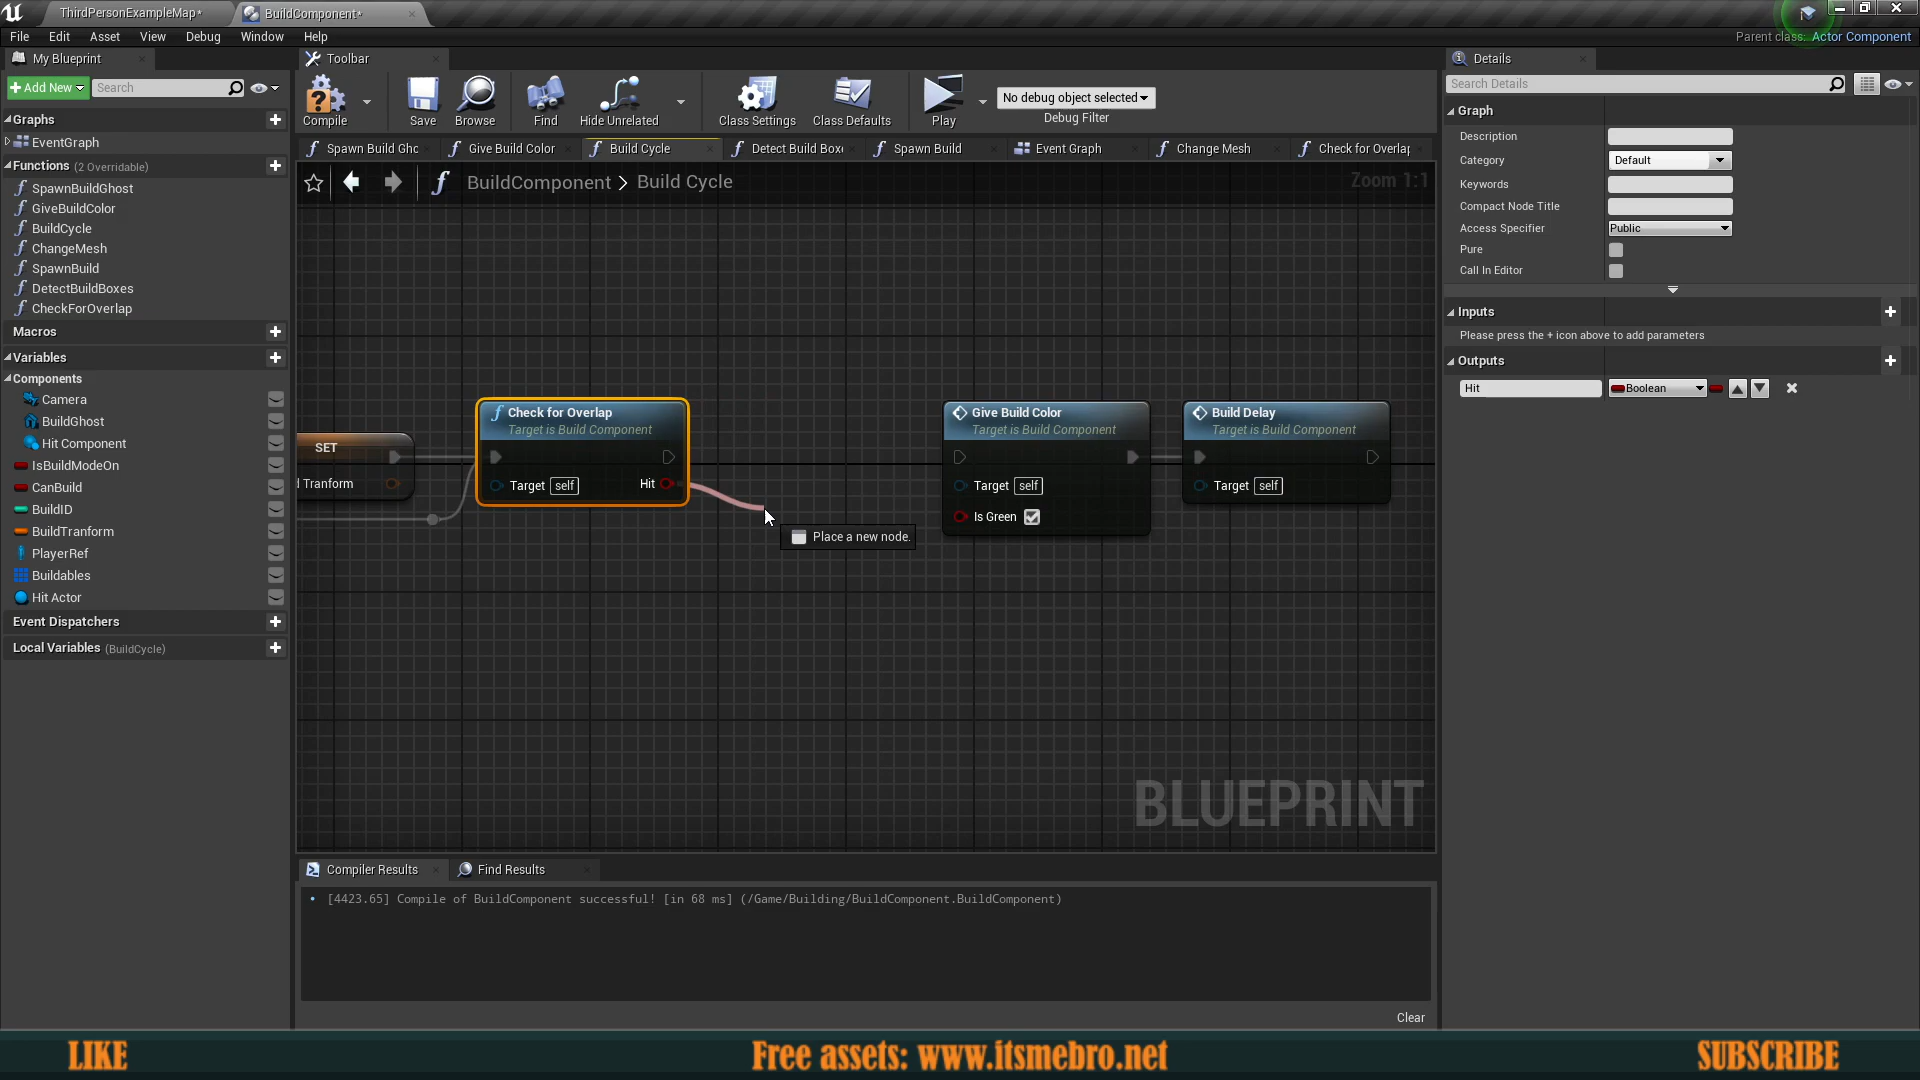 ThirdPersonExampleMap*
BuildComponent*
File Edit Asset View Debug Window Help
Parent class: Actor Component
My Blueprint
Toolbar
Details
Add New
Search
Compile
Save
Browse
Find
Hide Unrelated
Class Settings
Class Defaults
Play
No debug object selected
Debug Filter
Search Details
Graphs
EventGraph
Functions (2 Overridable)
SpawnBuildGhost
GiveBuildColor
BuildCycle
ChangeMesh
SpawnBuild
DetectBuildBoxes
CheckForOverlap
Macros
Variables
Components
Camera
BuildGhost
Hit Component
IsBuildModeOn
CanBuild
BuildID
BuildTranform
PlayerRef
Buildables
Hit Actor
Event Dispatchers
Local Variables (BuildCycle)
Spawn Build Ghc
Give Build Color
Build Cycle
Detect Build Boxe
Spawn Build
Event Graph
Change Mesh
Check for Overlap
BuildComponent > Build Cycle
Zoom 1:1
SET
d Tranform
Check for Overlap
Target is Build Component
Target self
Hit
Place a new node.
Give Build Color
Target is Build Component
Target self
Is Green
Build Delay
Target is Build Component
Target self
BLUEPRINT
Compiler Results
Find Results
[4423.65] Compile of BuildComponent successful! [in 68 ms] (/Game/Building/BuildComponent.BuildComponent)
Clear
Graph
Description
Category Default
Keywords
Compact Node Title
Access Specifier Public
Pure
Call In Editor
Inputs
Please press the + icon above to add parameters
Outputs
Hit Boolean
LIKE
Free assets: www.itsmebro.net
SUBSCRIBE